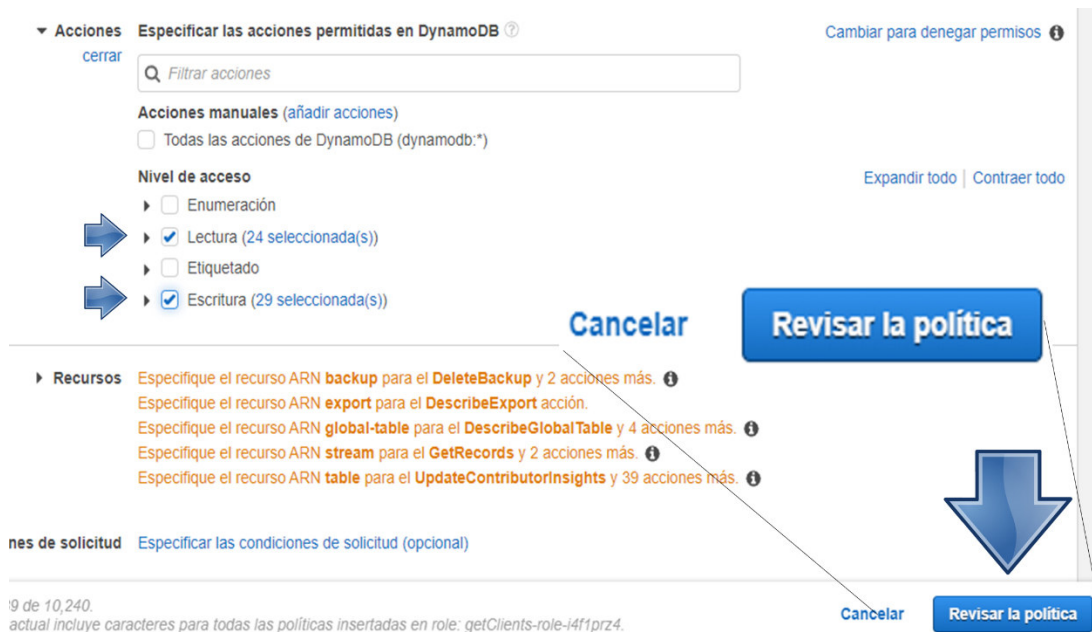 Acciones Especificar las acciones permitidas en DynamoDB Cambiar para denegar permisos
cerrar
Filtrar acciones
Acciones manuales (añadir acciones)
Todas las acciones de DynamoDB (dynamodb:*)
Nivel de acceso Expandir todo | Contraer todo
Enumeración
Lectura (24 seleccionada(s))
Etiquetado
Escritura (29 seleccionada(s))
Cancelar Revisar la política
Recursos Especifique el recurso ARN backup para el DeleteBackup y 2 acciones más.
Especifique el recurso ARN export para el DescribeExport acción.
Especifique el recurso ARN global-table para el DescribeGlobalTable y 4 acciones más.
Especifique el recurso ARN stream para el GetRecords y 2 acciones más.
Especifique el recurso ARN table para el UpdateContributorInsights y 39 acciones más.
nes de solicitud Especificar las condiciones de solicitud (opcional)
9 de 10,240.
actual incluye caracteres para todas las políticas insertadas en role: getClients-role-i4f1prz4.
Cancelar Revisar la política